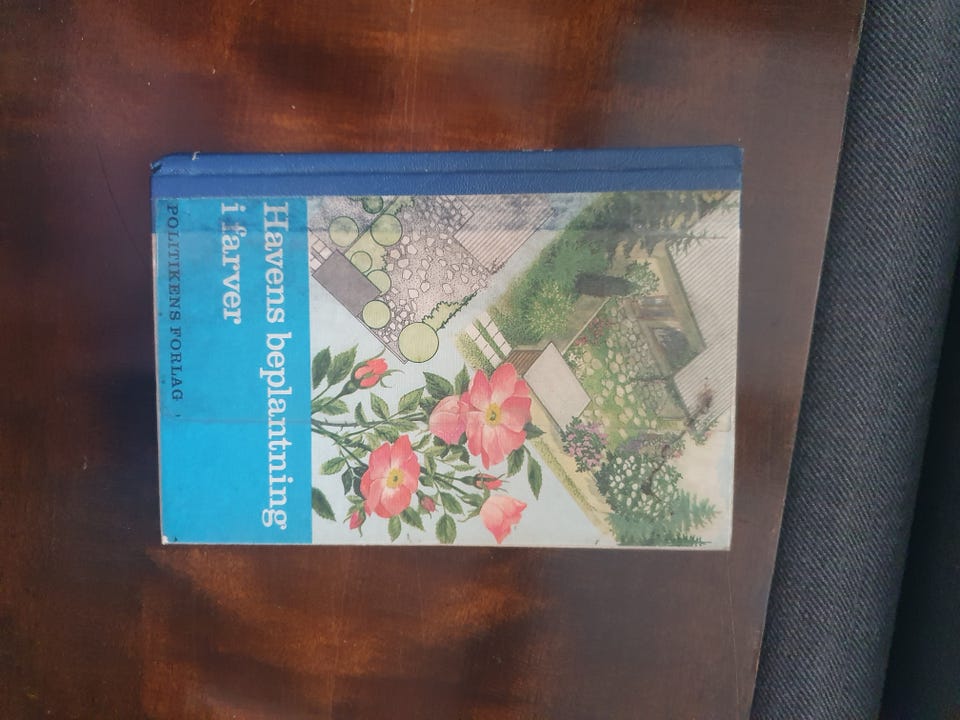 Havens beplantning
i farver
POLITIKENS FORLAG